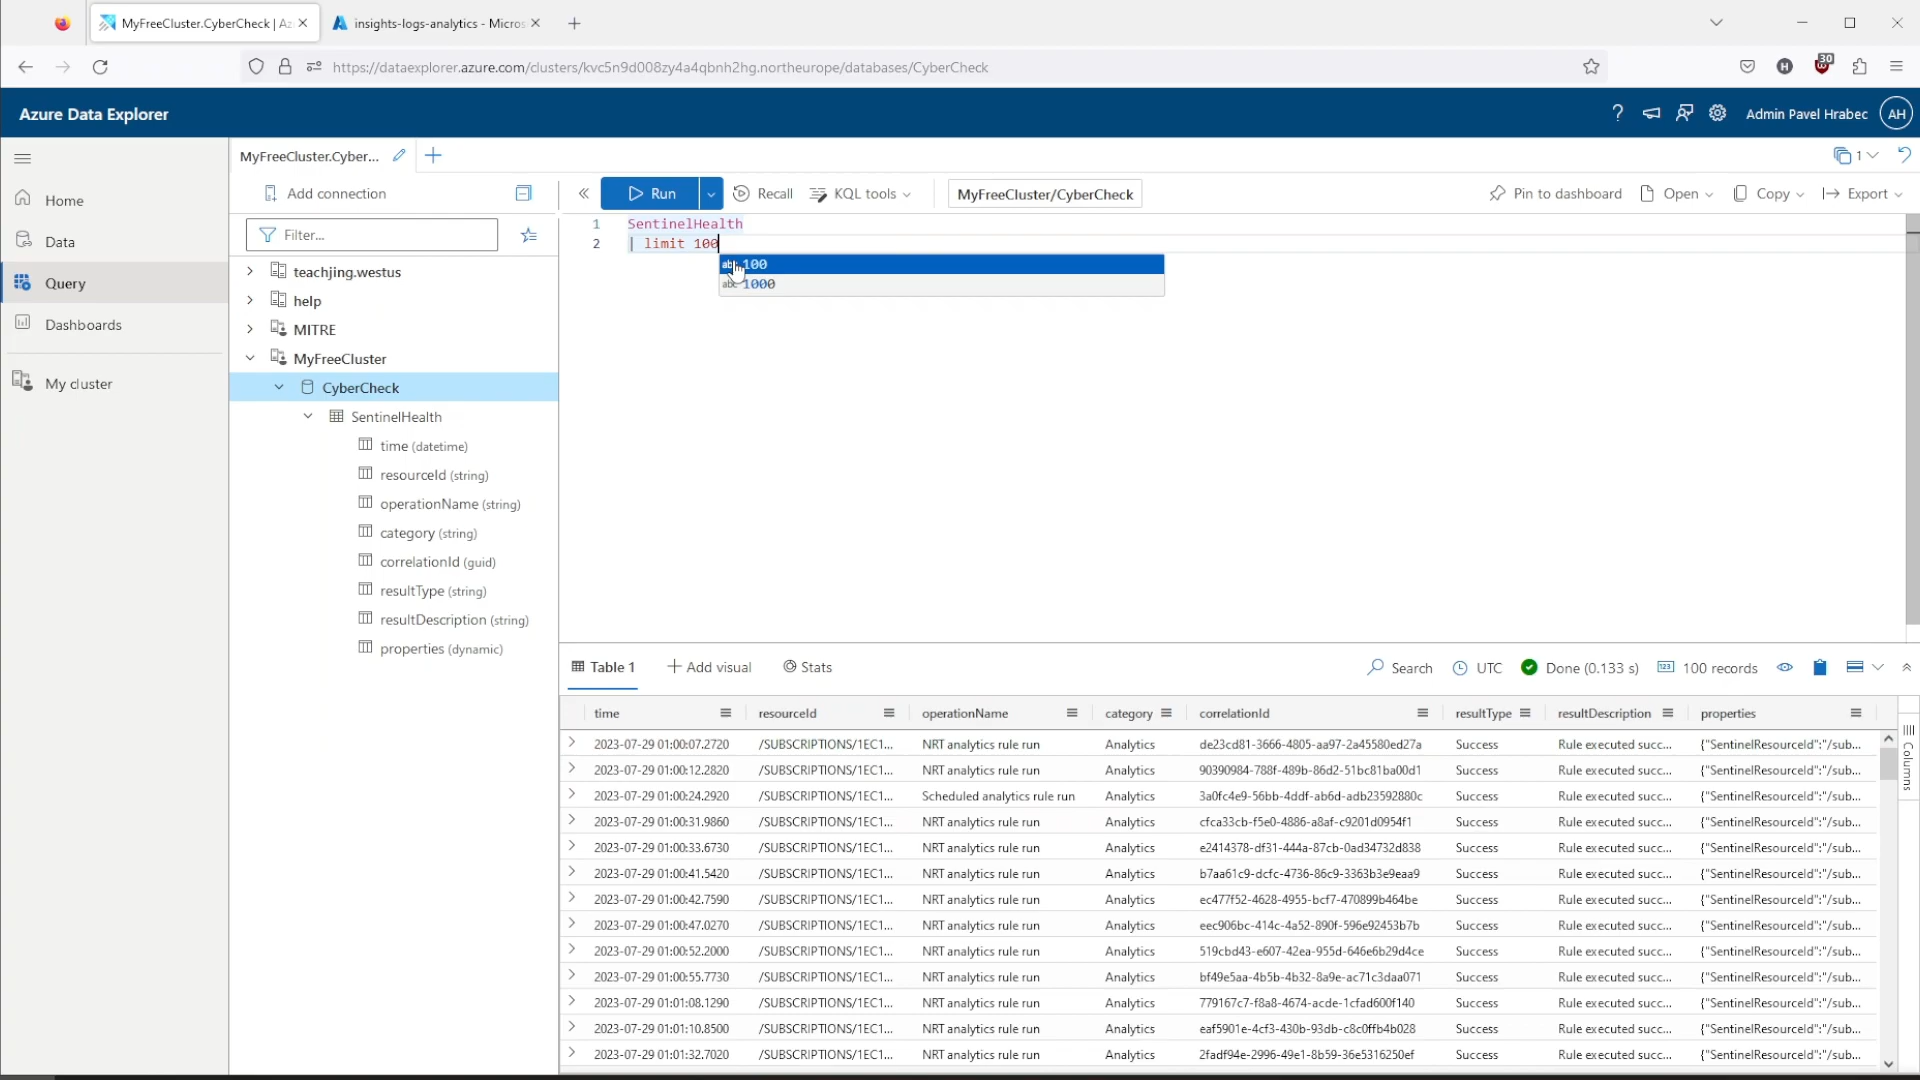 MyFreeCluster.CyberCheck | Az
insights-logs-analytics - Micros
https://dataexplorer.azure.com/clusters/kvc5n9d008zy4a4qbnh2hg.northeurope/databases/CyberCheck
H
30
Azure Data Explorer
?
Admin Pavel Hrabec
AH
MyFreeCluster.Cyber...
1
Home
Data
Query
Dashboards
My cluster
Add connection
Filter...
teachjing.westus
help
MITRE
MyFreeCluster
CyberCheck
SentinelHealth
time (datetime)
resourceId (string)
operationName (string)
category (string)
correlationId (guid)
resultType (string)
resultDescription (string)
properties (dynamic)
Run
Recall
KQL tools
MyFreeCluster/CyberCheck
Pin to dashboard
Open
Copy
Export
1 SentinelHealth
2 | limit 100
abc 100
abc 1000
Table 1
Add visual
Stats
Search
UTC
Done (0.133 s)
123 100 records
time resourceId operationName category correlationId resultType resultDescription properties
2023-07-29 01:00:07.2720 /SUBSCRIPTIONS/1EC1... NRT analytics rule run Analytics de23cd81-3666-4805-aa97-2a45580ed27a Success Rule executed succ... {"SentinelResourceId":"/sub...
2023-07-29 01:00:12.2820 /SUBSCRIPTIONS/1EC1... NRT analytics rule run Analytics 90390984-788f-489b-86d2-51bc81ba00d1 Success Rule executed succ... {"SentinelResourceId":"/sub...
2023-07-29 01:00:24.2920 /SUBSCRIPTIONS/1EC1... Scheduled analytics rule run Analytics 3a0fc4e9-56bb-4ddf-ab6d-adb23592880c Success Rule executed succ... {"SentinelResourceId":"/sub...
2023-07-29 01:00:31.9860 /SUBSCRIPTIONS/1EC1... NRT analytics rule run Analytics cfca33cb-f5e0-4886-a8af-c9201d0954f1 Success Rule executed succ... {"SentinelResourceId":"/sub...
2023-07-29 01:00:33.6730 /SUBSCRIPTIONS/1EC1... NRT analytics rule run Analytics e2414378-df31-444a-87cb-0ad34732d838 Success Rule executed succ... {"SentinelResourceId":"/sub...
2023-07-29 01:00:41.5420 /SUBSCRIPTIONS/1EC1... NRT analytics rule run Analytics b7aa61c9-dcfc-4736-86c9-3363b3e9eaa9 Success Rule executed succ... {"SentinelResourceId":"/sub...
2023-07-29 01:00:42.7590 /SUBSCRIPTIONS/1EC1... NRT analytics rule run Analytics ec477f52-4628-4955-bcf7-470899b464be Success Rule executed succ... {"SentinelResourceId":"/sub...
2023-07-29 01:00:47.0270 /SUBSCRIPTIONS/1EC1... NRT analytics rule run Analytics eec906bc-414c-4a52-890f-596e92453b7b Success Rule executed succ... {"SentinelResourceId":"/sub...
2023-07-29 01:00:52.2000 /SUBSCRIPTIONS/1EC1... NRT analytics rule run Analytics 519cbd43-e607-42ea-955d-646e6b29d4ce Success Rule executed succ... {"SentinelResourceId":"/sub...
2023-07-29 01:00:55.7730 /SUBSCRIPTIONS/1EC1... NRT analytics rule run Analytics bf49e5aa-4b5b-4b32-8a9e-ac71c3daa071 Success Rule executed succ... {"SentinelResourceId":"/sub...
2023-07-29 01:01:08.1290 /SUBSCRIPTIONS/1EC1... NRT analytics rule run Analytics 779167c7-f8a8-4674-acde-1cfad600f140 Success Rule executed succ... {"SentinelResourceId":"/sub...
2023-07-29 01:01:10.8500 /SUBSCRIPTIONS/1EC1... NRT analytics rule run Analytics eaf5901e-4cf3-430b-93db-c8c0ffb4b028 Success Rule executed succ... {"SentinelResourceId":"/sub...
2023-07-29 01:01:32.7020 /SUBSCRIPTIONS/1EC1... NRT analytics rule run Analytics 2fadf94e-2996-49e1-8b59-36e5316250ef Success Rule executed succ... {"SentinelResourceId":"/sub...
Columns